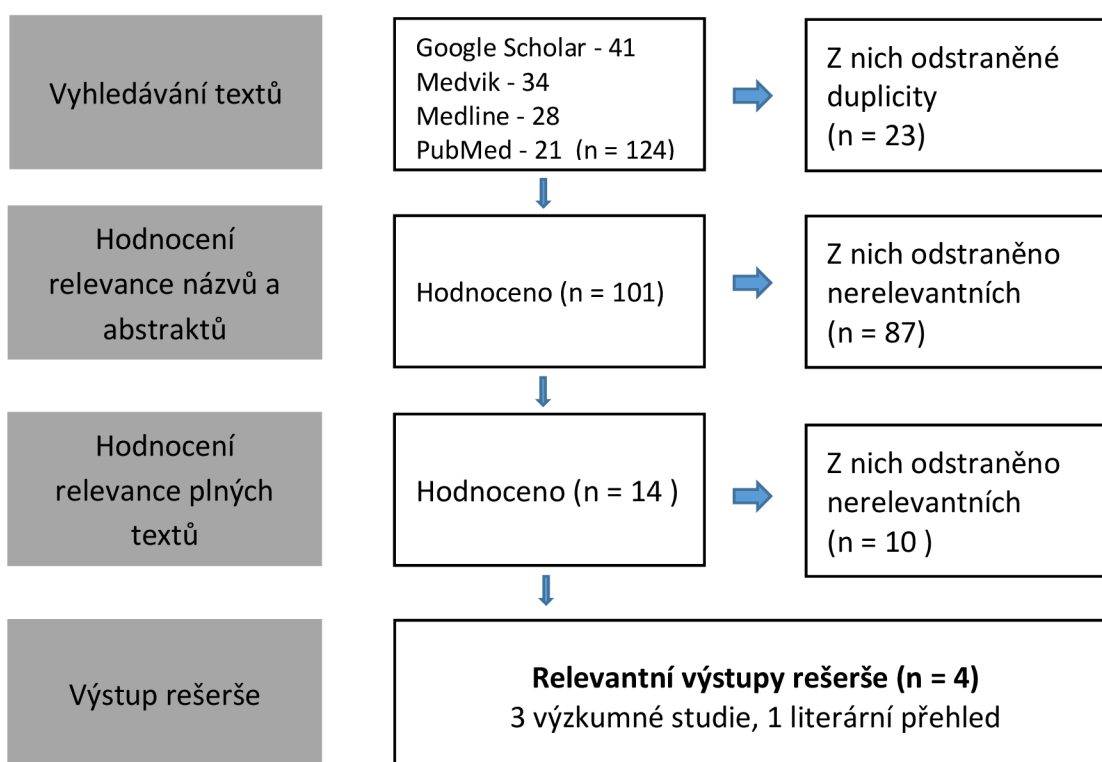 Vyhledávání textů
Google Scholar - 41
Medvik - 34
Medline - 28
PubMed - 21 (n = 124)
Z nich odstraněné
duplicity
(n = 23)
Hodnocení
relevance názvů a
abstraktů
Hodnoceno (n = 101)
Z nich odstraněno
nerelevantních
(n = 87)
Hodnocení
relevance plných
textů
Hodnoceno (n = 14 )
Z nich odstraněno
nerelevantních
(n = 10 )
Výstup rešerše
Relevantní výstupy rešerše (n = 4)
3 výzkumné studie, 1 literární přehled